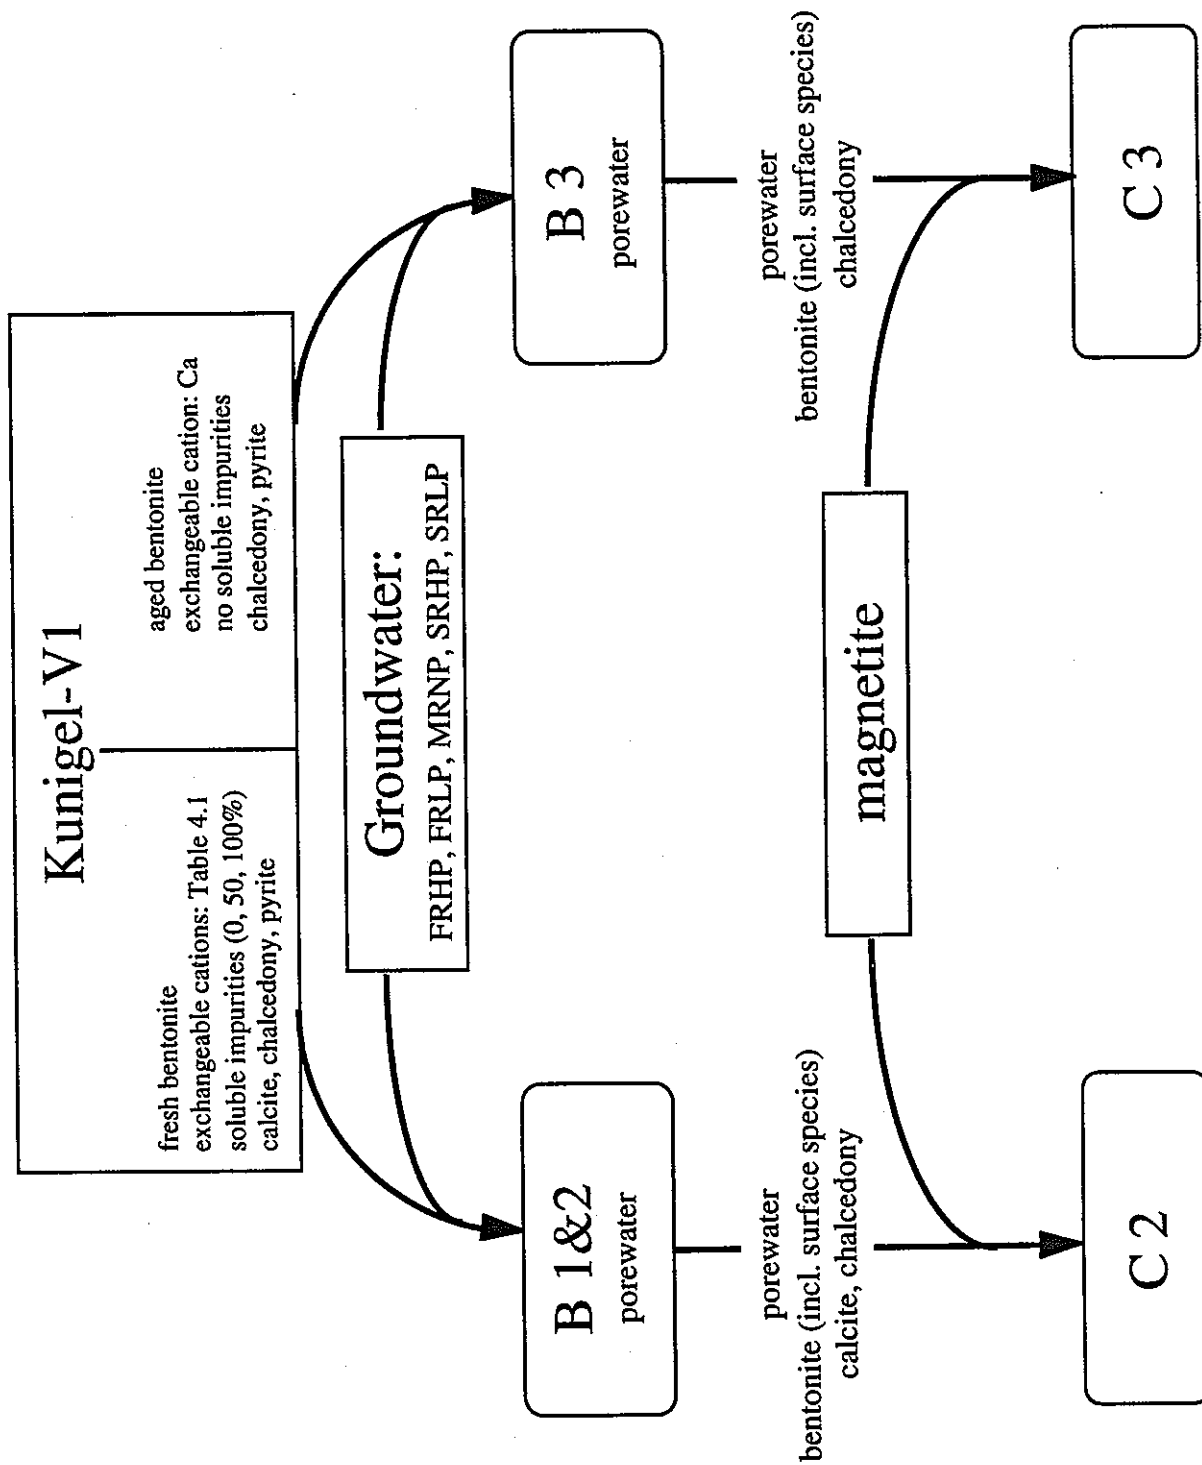 Kunigel-V1
fresh bentonite
exchangeable cations: Table 4.1
soluble impurities (0, 50, 100%)
calcite, chalcedony, pyrite
aged bentonite
exchangeable cation: Ca
no soluble impurities
chalcedony, pyrite
Groundwater:
FRHP, FRLP, MRNP, SRHP, SRLP
B 1&2
porewater
B 3
porewater
porewater
bentonite (incl. surface species)
calcite, chalcedony
porewater
bentonite (incl. surface species)
chalcedony
magnetite
C 2
C 3